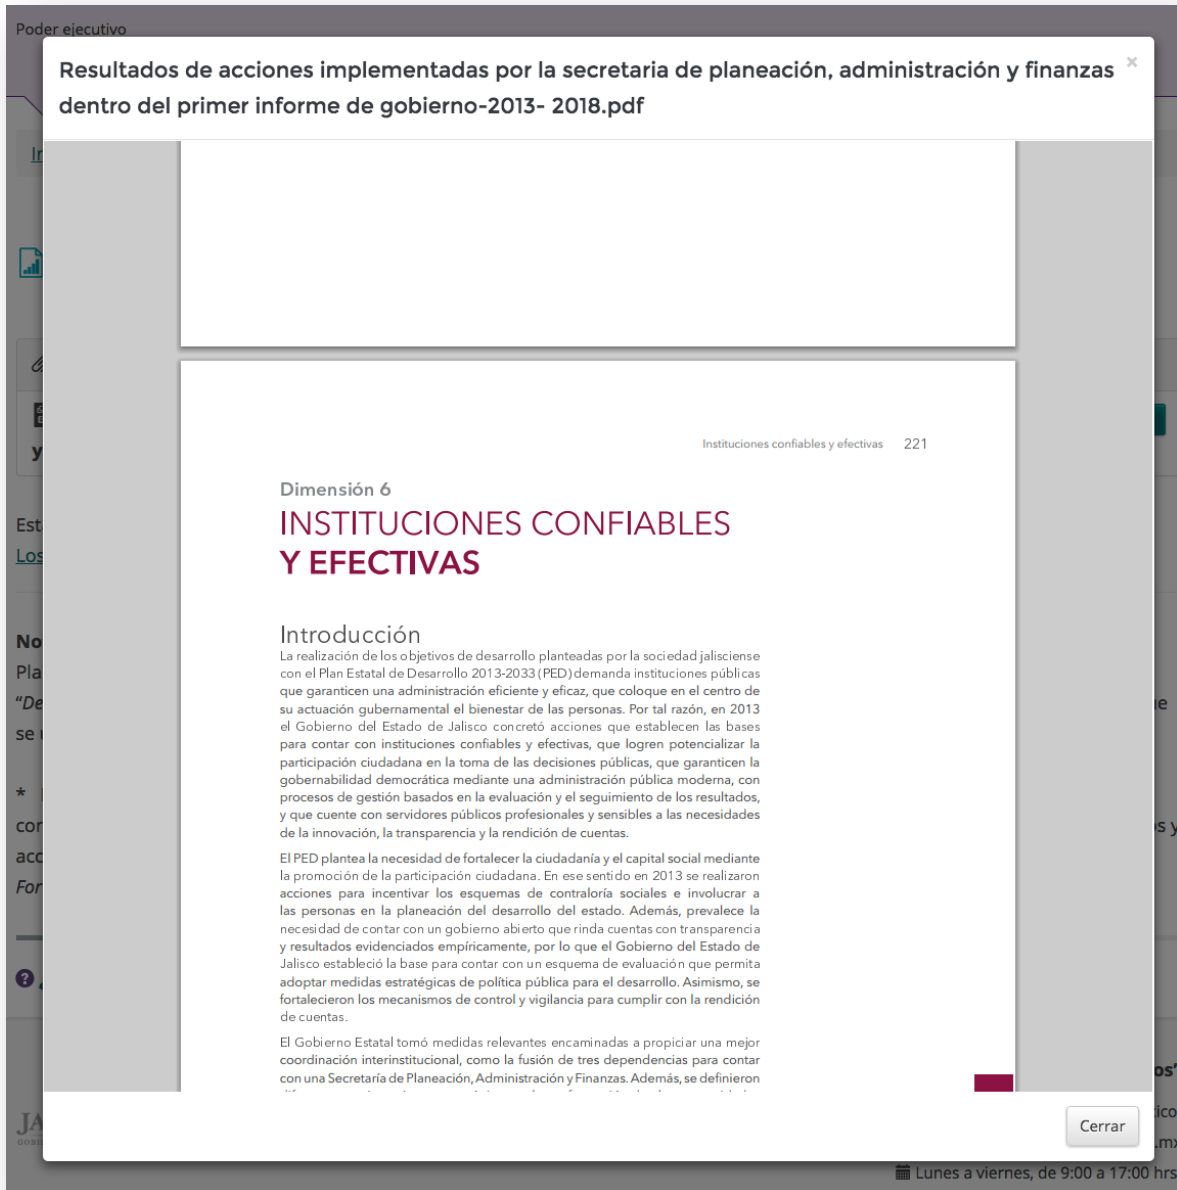 Poder ejecutivo
Resultados de acciones implementadas por la secretaria de planeación, administración y finanzas
dentro del primer informe de gobierno-2013- 2018.pdf
×
Instituciones confiables y efectivas 221
Dimensión 6
INSTITUCIONES CONFIABLES
Y EFECTIVAS
Introducción
La realización de los objetivos de desarrollo planteadas por la sociedad jalisciense
con el Plan Estatal de Desarrollo 2013-2033 (PED) demanda instituciones públicas
que garanticen una administración eficiente y eficaz, que coloque en el centro de
su actuación gubernamental el bienestar de las personas. Por tal razón, en 2013
el Gobierno del Estado de Jalisco concretó acciones que establecen las bases
para contar con instituciones confiables y efectivas, que logren potencializar la
participación ciudadana en la toma de las decisiones públicas, que garanticen la
gobernabilidad democrática mediante una administración pública moderna, con
procesos de gestión basados en la evaluación y el seguimiento de los resultados,
y que cuente con servidores públicos profesionales y sensibles a las necesidades
de la innovación, la transparencia y la rendición de cuentas.
El PED plantea la necesidad de fortalecer la ciudadanía y el capital social mediante
la promoción de la participación ciudadana. En ese sentido en 2013 se realizaron
acciones para incentivar los esquemas de contraloría sociales e involucrar a
las personas en la planeación del desarrollo del estado. Además, prevalece la
necesidad de contar con un gobierno abierto que rinda cuentas con transparencia
y resultados evidenciados empíricamente, por lo que el Gobierno del Estado de
Jalisco estableció la base para contar con un esquema de evaluación que permita
adoptar medidas estratégicas de política pública para el desarrollo. Asimismo, se
fortalecieron los mecanismos de control y vigilancia para cumplir con la rendición
de cuentas.
El Gobierno Estatal tomó medidas relevantes encaminadas a propiciar una mejor
coordinación interinstitucional, como la fusión de tres dependencias para contar
con una Secretaría de Planeación, Administración y Finanzas. Además, se definieron
Cerrar
Los
se
Lunes a viernes, de 9:00 a 17:00 hrs